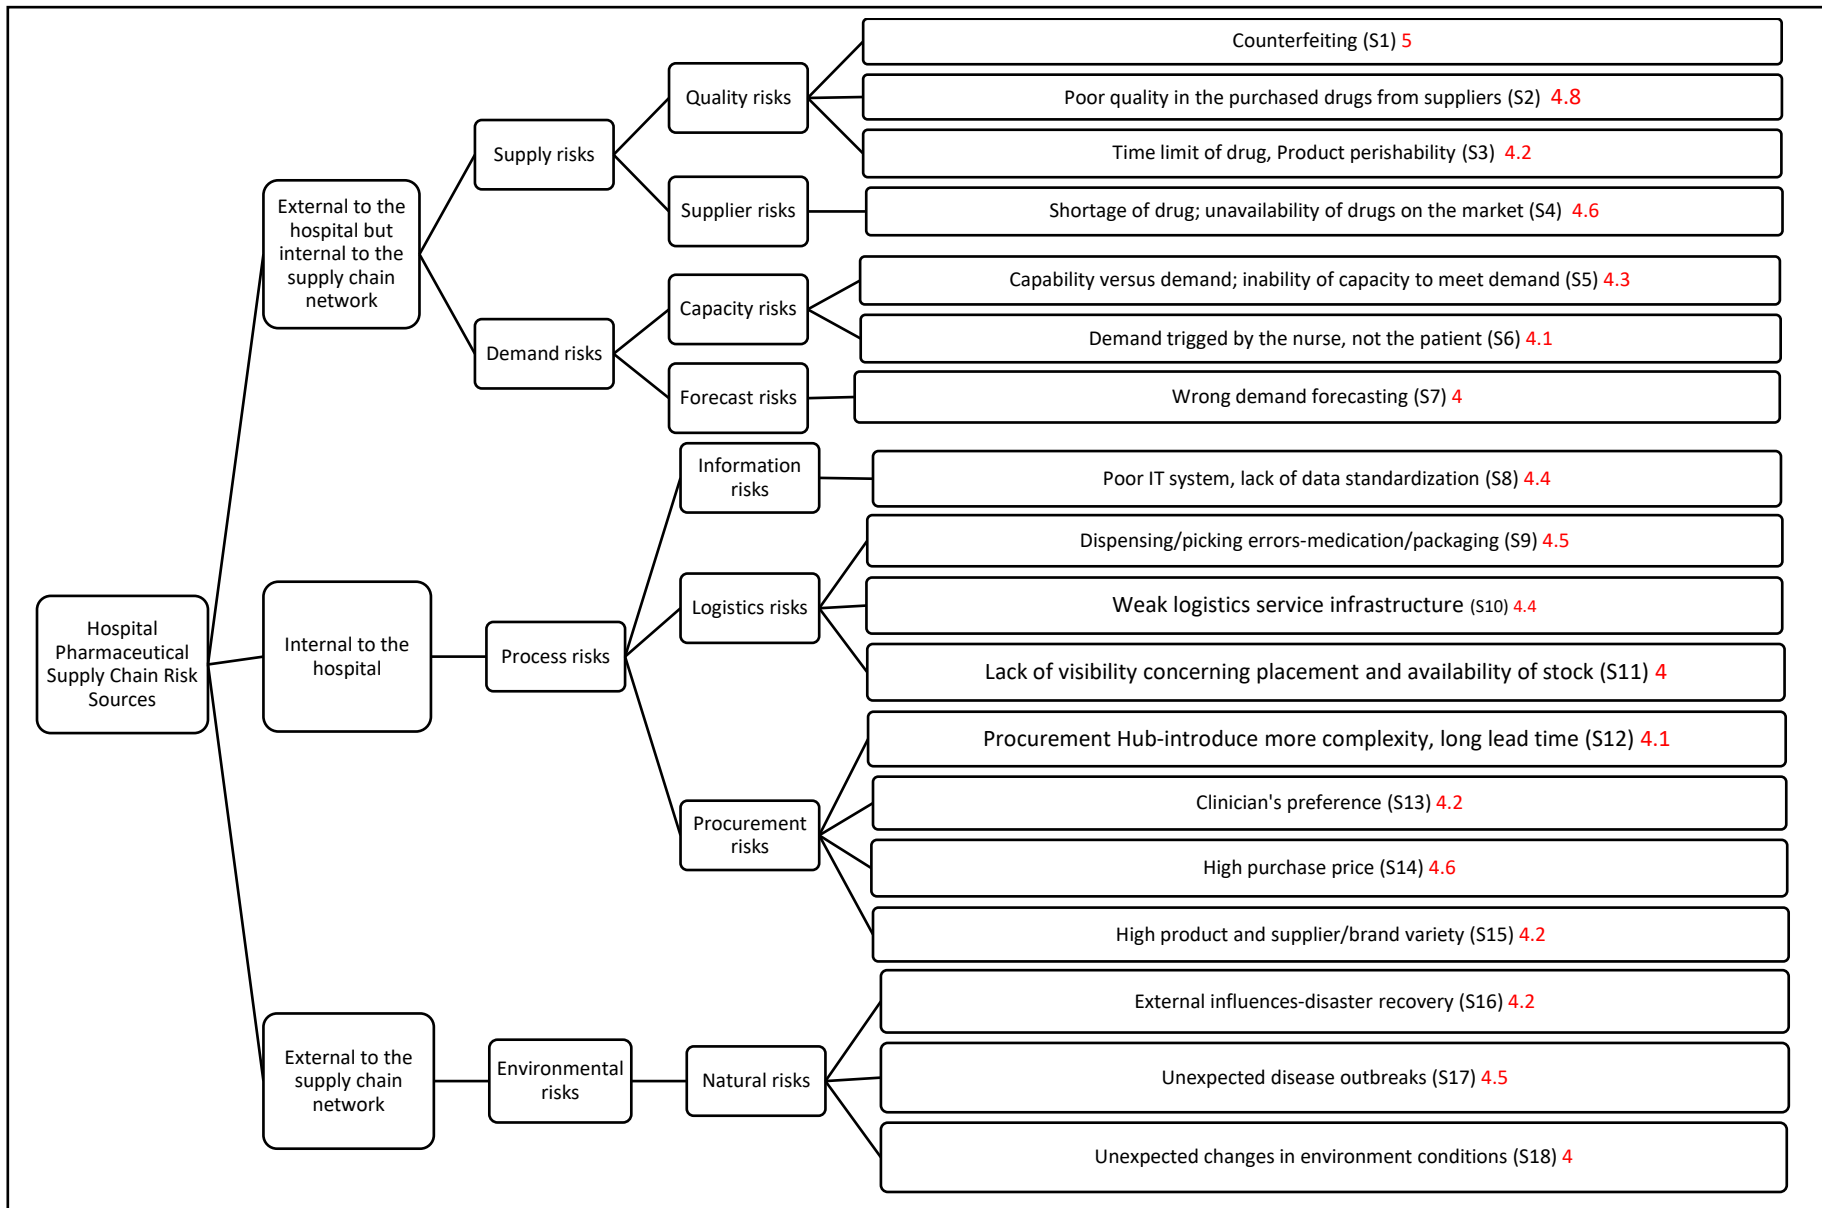 Hospital
Pharmaceutical
Supply Chain Risk
Sources
External to the
hospital but
internal to the
supply chain
network
Supply risks
Quality risks
Counterfeiting (S1) 5
Poor quality in the purchased drugs from suppliers (S2) 4.8
Time limit of drug, Product perishability (S3) 4.2
Supplier risks
Shortage of drug; unavailability of drugs on the market (S4) 4.6
Demand risks
Capacity risks
Capability versus demand; inability of capacity to meet demand (S5) 4.3
Demand trigged by the nurse, not the patient (S6) 4.1
Forecast risks
Wrong demand forecasting (S7) 4
Internal to the
hospital
Process risks
Information
risks
Poor IT system, lack of data standardization (S8) 4.4
Logistics risks
Dispensing/picking errors-medication/packaging (S9) 4.5
Weak logistics service infrastructure (S10) 4.4
Lack of visibility concerning placement and availability of stock (S11) 4
Procurement
risks
Procurement Hub-introduce more complexity, long lead time (S12) 4.1
Clinician's preference (S13) 4.2
High purchase price (S14) 4.6
High product and supplier/brand variety (S15) 4.2
External to the
supply chain
network
Environmental
risks
Natural risks
External influences-disaster recovery (S16) 4.2
Unexpected disease outbreaks (S17) 4.5
Unexpected changes in environment conditions (S18) 4